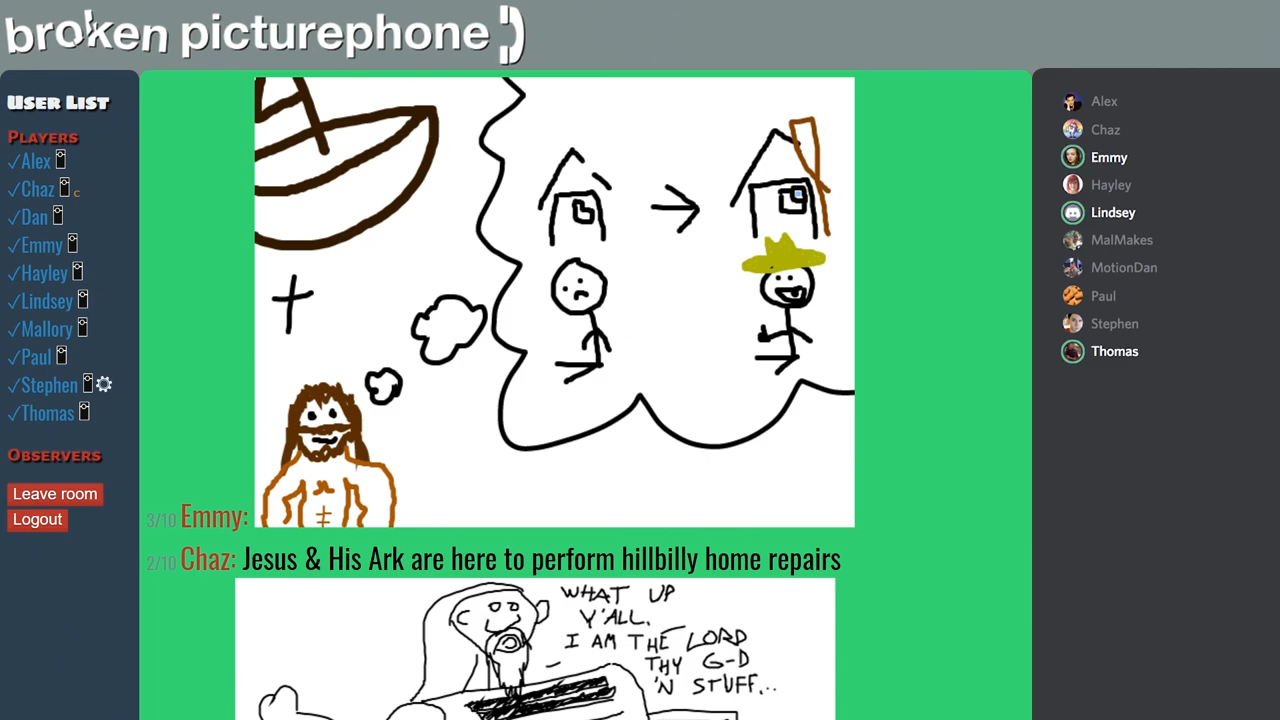 broken picturephone
USER LIST
PLAYERS
✓Alex
✓Chaz c
✓Dan
✓Emmy
✓Hayley
✓Lindsey
✓Mallory
✓Paul
✓Stephen
✓Thomas
OBSERVERS
Leave room
Logout
3/10 Emmy:
2/10 Chaz: Jesus & His Ark are here to perform hillbilly home repairs
WHAT UP
Y'ALL.
I AM THE LORD
THY G-D
'N STUFF...
Alex
Chaz
Emmy
Hayley
Lindsey
MalMakes
MotionDan
Paul
Stephen
Thomas